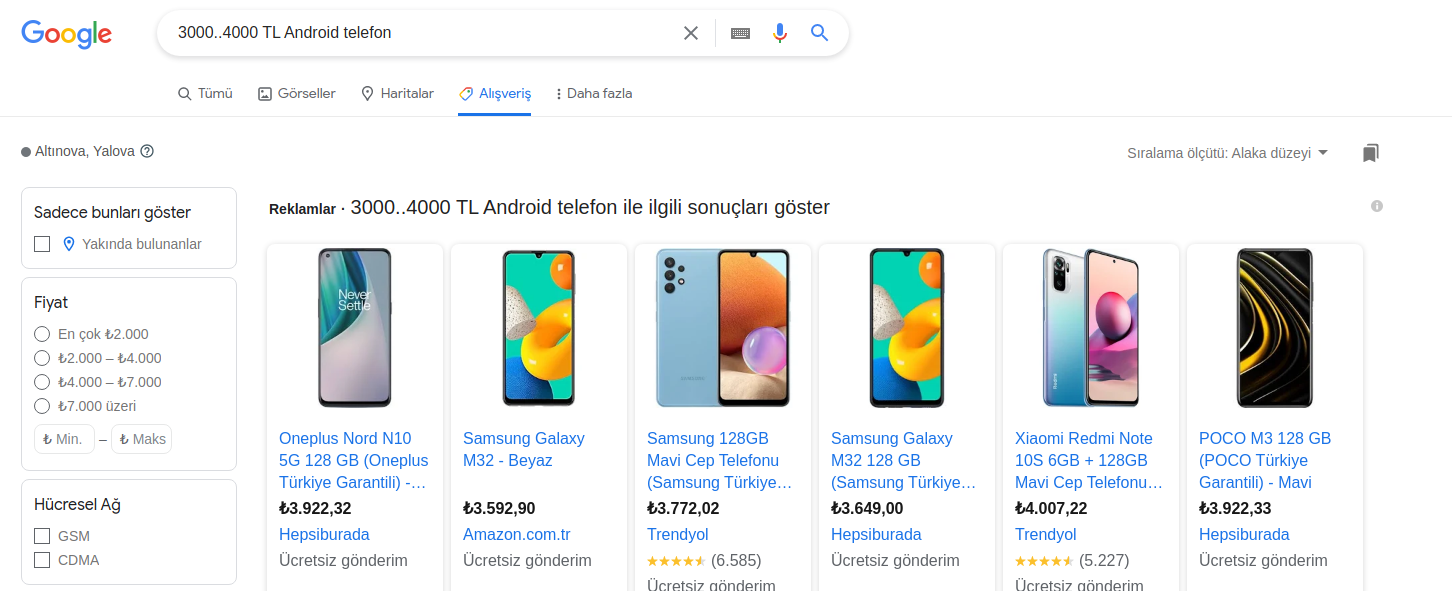 Google
3000..4000 TL Android telefon
Tümü
Görseller
Haritalar
Alışveriş
Daha fazla
Altınova, Yalova
Sıralama ölçütü: Alaka düzeyi
Sadece bunları göster
Yakında bulunanlar
Fiyat
En çok ₺2.000
₺2.000 – ₺4.000
₺4.000 – ₺7.000
₺7.000 üzeri
₺ Min. – ₺ Maks
Hücresel Ağ
GSM
CDMA
Reklamlar · 3000..4000 TL Android telefon ile ilgili sonuçları göster
Never
Settle
Oneplus Nord N10
5G 128 GB (Oneplus
Türkiye Garantili) -…
₺3.922,32
Hepsiburada
Ücretsiz gönderim
Samsung Galaxy
M32 - Beyaz
₺3.592,90
Amazon.com.tr
Ücretsiz gönderim
Samsung 128GB
Mavi Cep Telefonu
(Samsung Türkiye…
₺3.772,02
Trendyol
(6.585)
Ücretsiz gönderim
Samsung Galaxy
M32 128 GB
(Samsung Türkiye…
₺3.649,00
Hepsiburada
Ücretsiz gönderim
Xiaomi Redmi Note
10S 6GB + 128GB
Mavi Cep Telefonu…
₺4.007,22
Trendyol
(5.227)
Ücretsiz gönderim
POCO M3 128 GB
(POCO Türkiye
Garantili) - Mavi
₺3.922,33
Hepsiburada
Ücretsiz gönderim